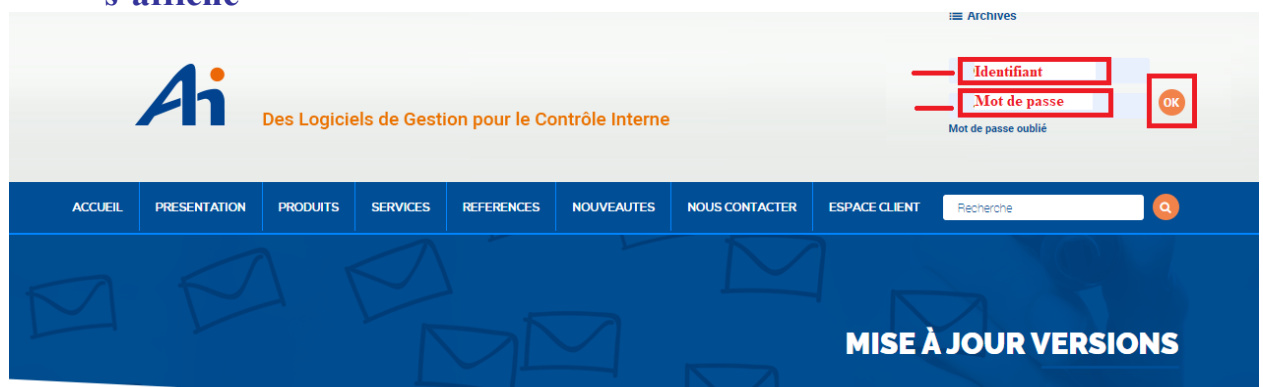 s'affiche
Archives
Ai
Identifiant
Mot de passe
OK
Des Logiciels de Gestion pour le Contrôle Interne
Mot de passe oublié
ACCUEIL PRESENTATION PRODUITS SERVICES REFERENCES NOUVEAUTES NOUS CONTACTER ESPACE CLIENT Recherche
MISE À JOUR VERSIONS